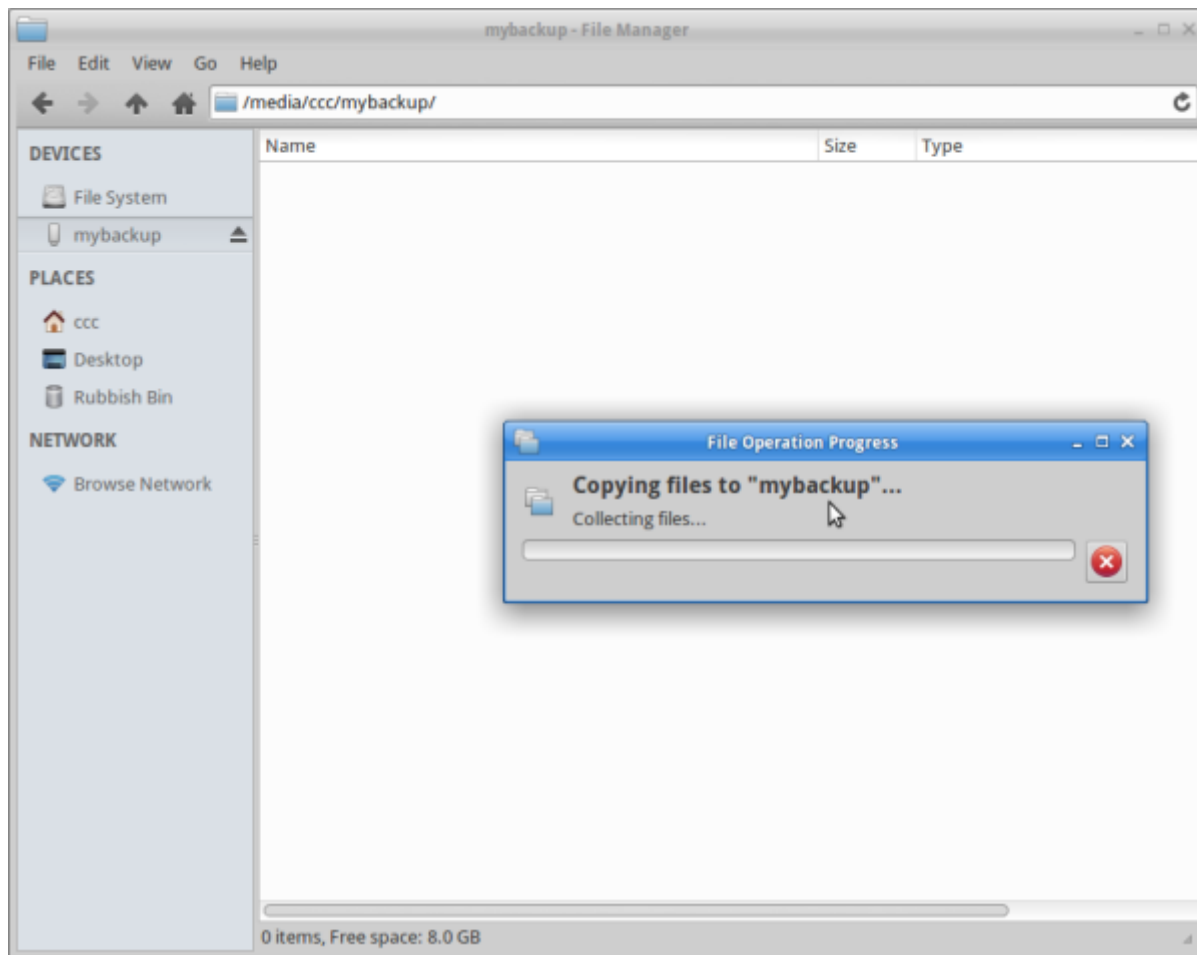 mybackup - File Manager
File Edit View Go Help
/media/ccc/mybackup/
DEVICES
File System
mybackup
PLACES
ccc
Desktop
Rubbish Bin
NETWORK
Browse Network
Name Size Type
File Operation Progress
Copying files to "mybackup"...
Collecting files...
0 items, Free space: 8.0 GB